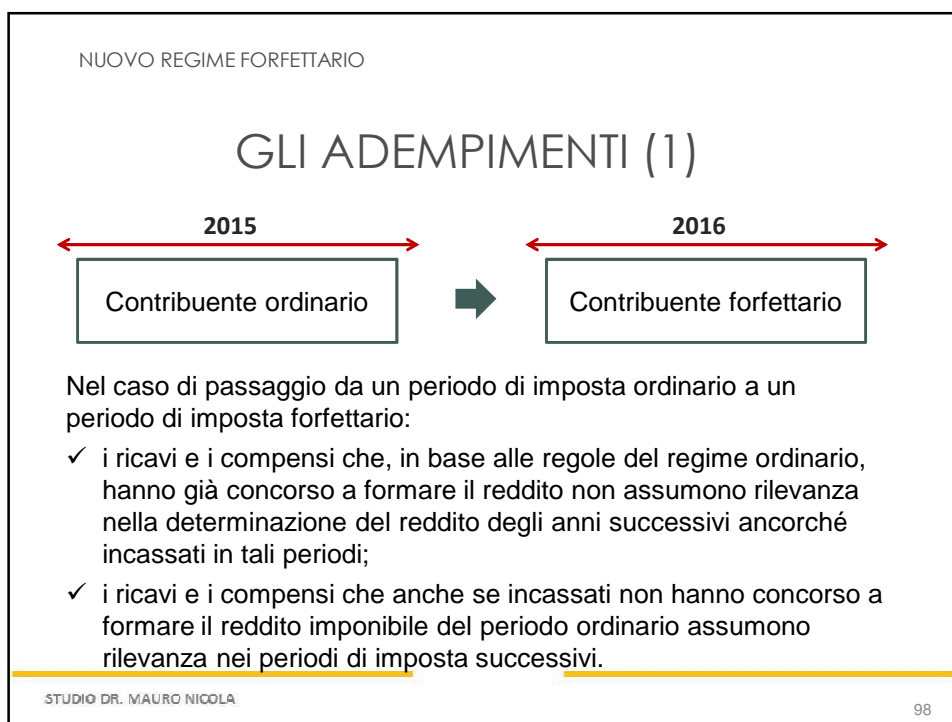 NUOVO REGIME FORFETTARIO
GLI ADEMPIMENTI (1)
2015 2016
Contribuente ordinario Contribuente forfettario
Nel caso di passaggio da un periodo di imposta ordinario a un
periodo di imposta forfettario:
✓ i ricavi e i compensi che, in base alle regole del regime ordinario,
hanno già concorso a formare il reddito non assumono rilevanza
nella determinazione del reddito degli anni successivi ancorché
incassati in tali periodi;
✓ i ricavi e i compensi che anche se incassati non hanno concorso a
formare il reddito imponibile del periodo ordinario assumono
rilevanza nei periodi di imposta successivi.
STUDIO DR. MAURO NICOLA
98